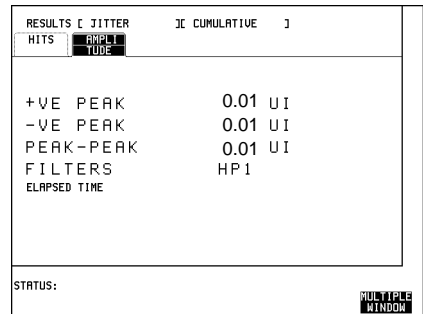 RESULTS [ JITTER ][ CUMULATIVE ]
HITS AMPLI
TUDE
+VE PEAK 0.01 UI
-VE PEAK 0.01 UI
PEAK-PEAK 0.01 UI
FILTERS HP1
ELAPSED TIME
STATUS:
MULTIPLE
WINDOW